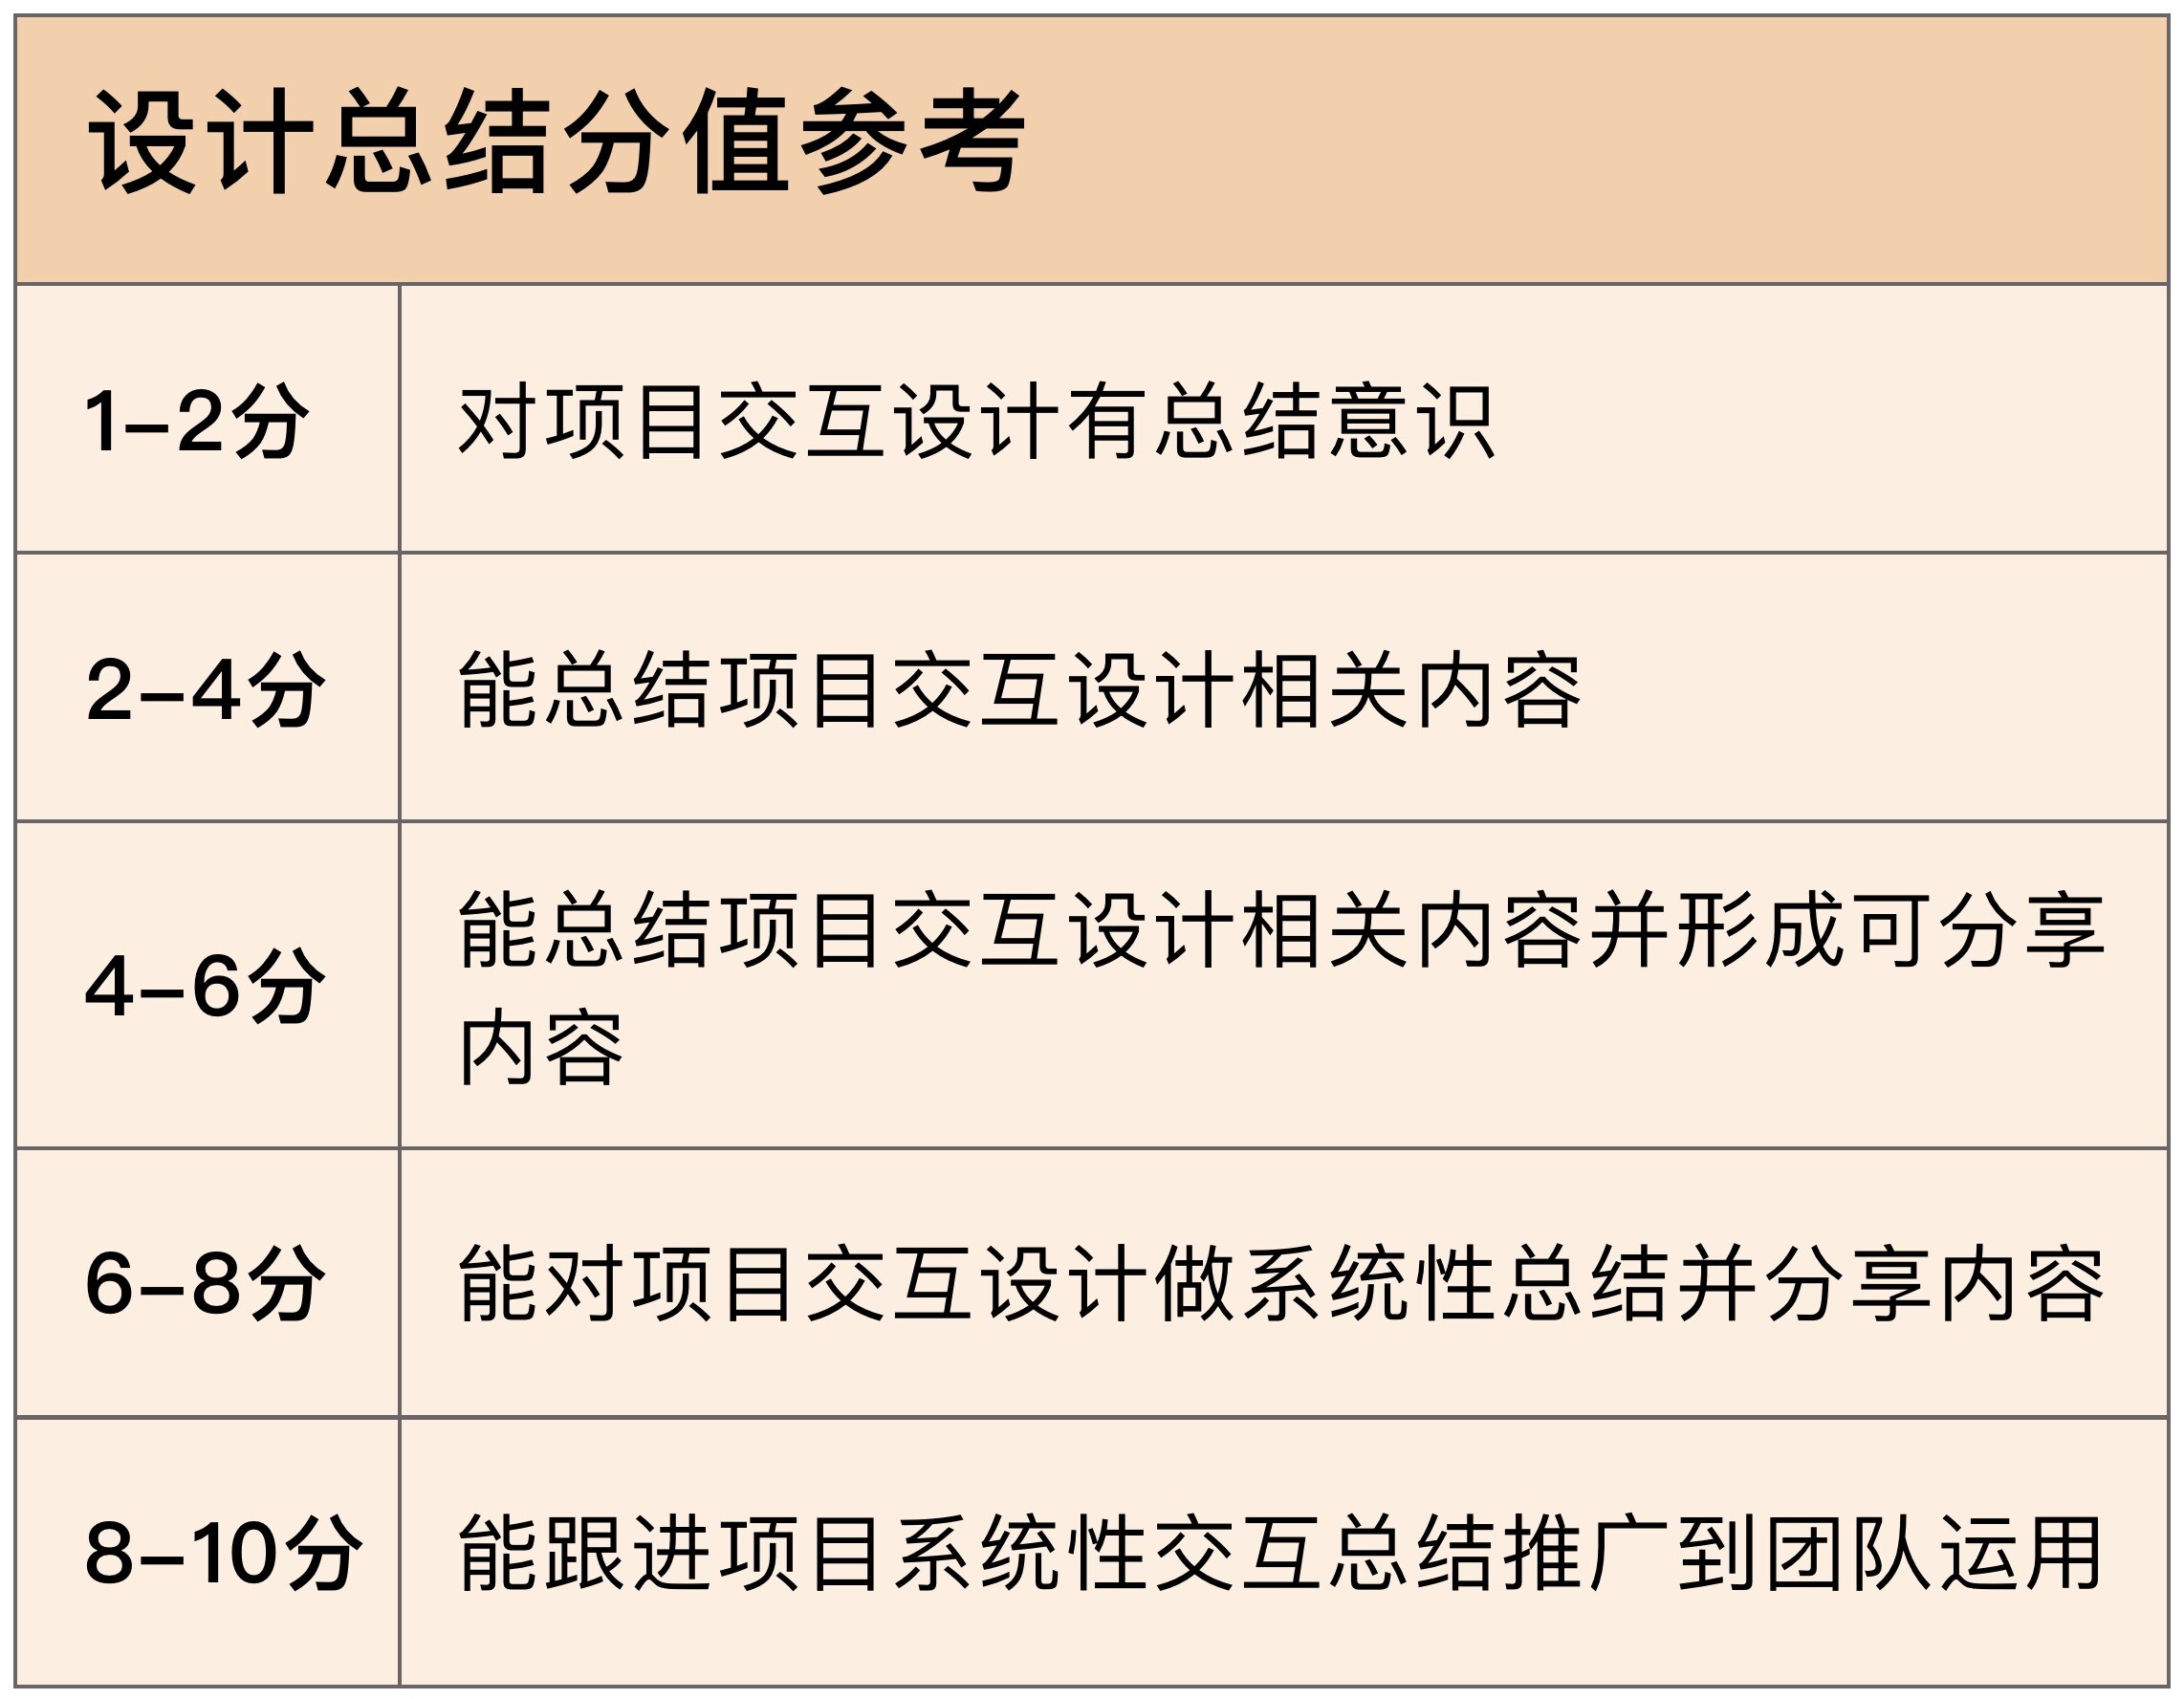 设计总结分值参考
1–2分
对项目交互设计有总结意识
2–4分
能总结项目交互设计相关内容
4–6分
能总结项目交互设计相关内容并形成可分享
内容
6–8分
能对项目交互设计做系统性总结并分享内容
8–10分
能跟进项目系统性交互总结推广到团队运用